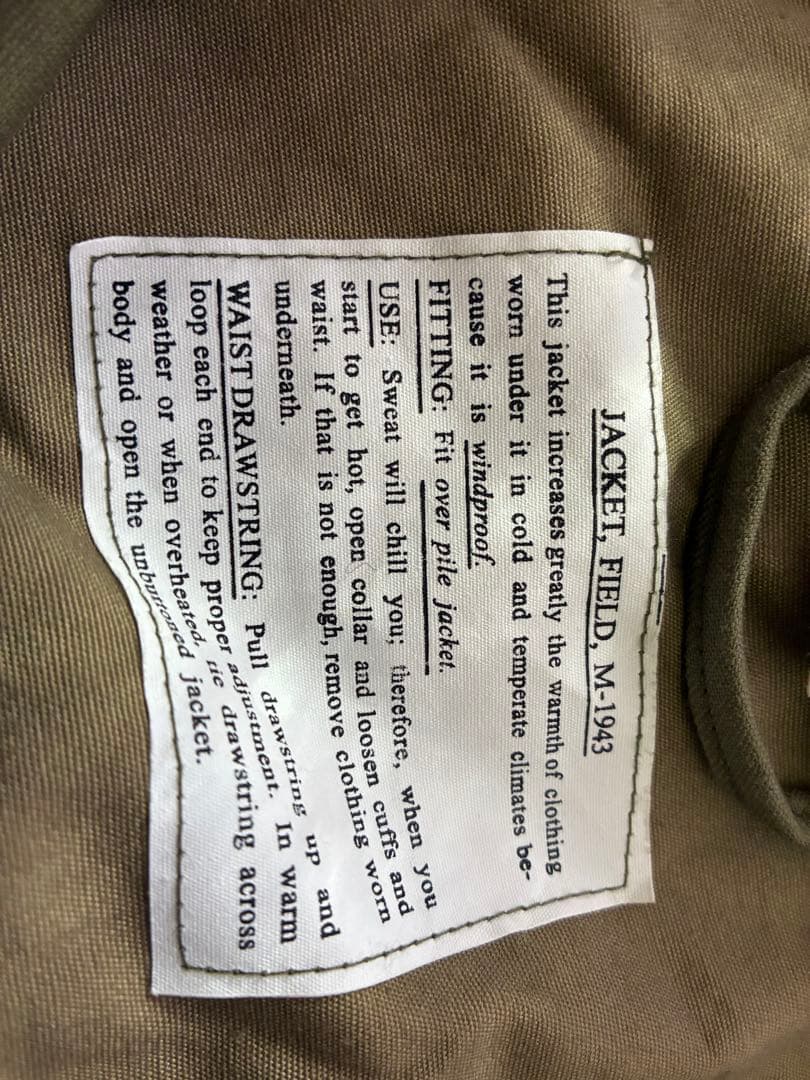 JACKET, FIELD, M-1943
This jacket increases greatly the warmth of clothing
worn under it in cold and temperate climates be-
cause it is windproof.
FITTING: Fit over pile jacket.
USE: Sweat will chill you; therefore, when you
start to get hot, open collar and loosen cuffs and
waist. If that is not enough, remove clothing worn
underneath.
WAIST DRAWSTRING: Pull drawstring up and
loop each end to keep proper adjustment. In warm
weather or when overheated, tie drawstring across
body and open the unbuttoned jacket.